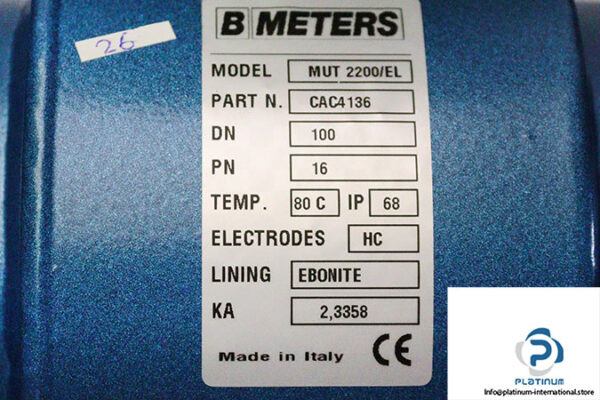 26
B METERS
MODEL MUT 2200/EL
PART N. CAC4136
DN 100
PN 16
TEMP. 80 C IP 68
ELECTRODES HC
LINING EBONITE
KA 2,3358
Made in Italy CE
PLATINUM
Info@platinum-international.store